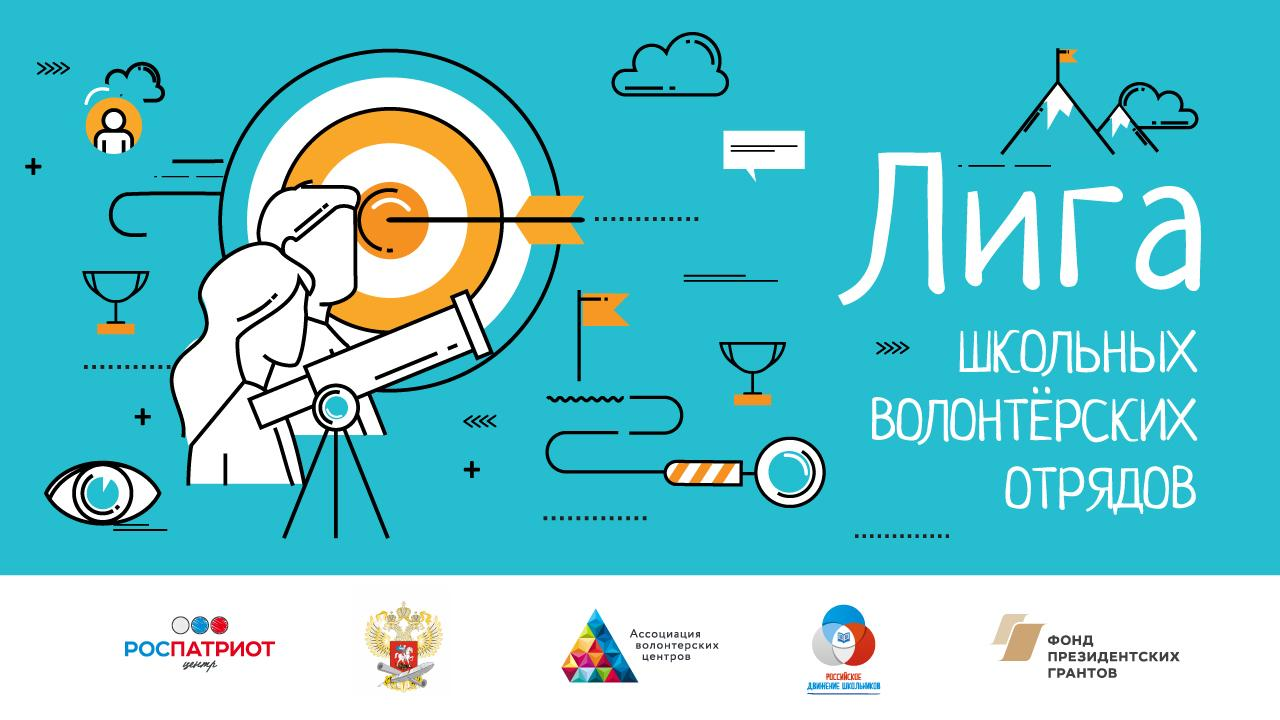 Лига
ШКОЛЬНЫХ
ВОЛОНТЁРСКИХ
ОТРЯДОВ
РОСПАТРИОТ
центр
Ассоциация
волонтерских
центров
РОССИЙСКОЕ
ДВИЖЕНИЕ ШКОЛЬНИКОВ
ФОНД
ПРЕЗИДЕНТСКИХ
ГРАНТОВ